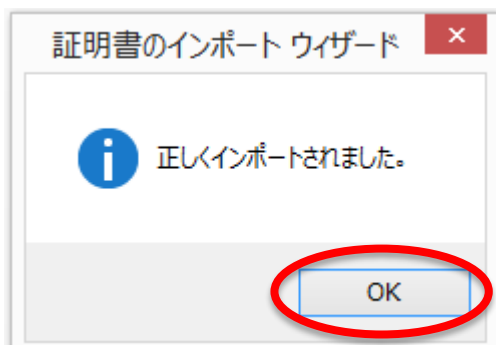 証明書のインポート ウィザード
正しくインポートされました。
OK